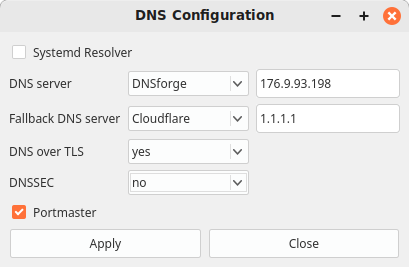 DNS Configuration
Systemd Resolver
DNS server DNSforge 176.9.93.198
Fallback DNS server Cloudflare 1.1.1.1
DNS over TLS yes
DNSSEC no
Portmaster
Apply Close